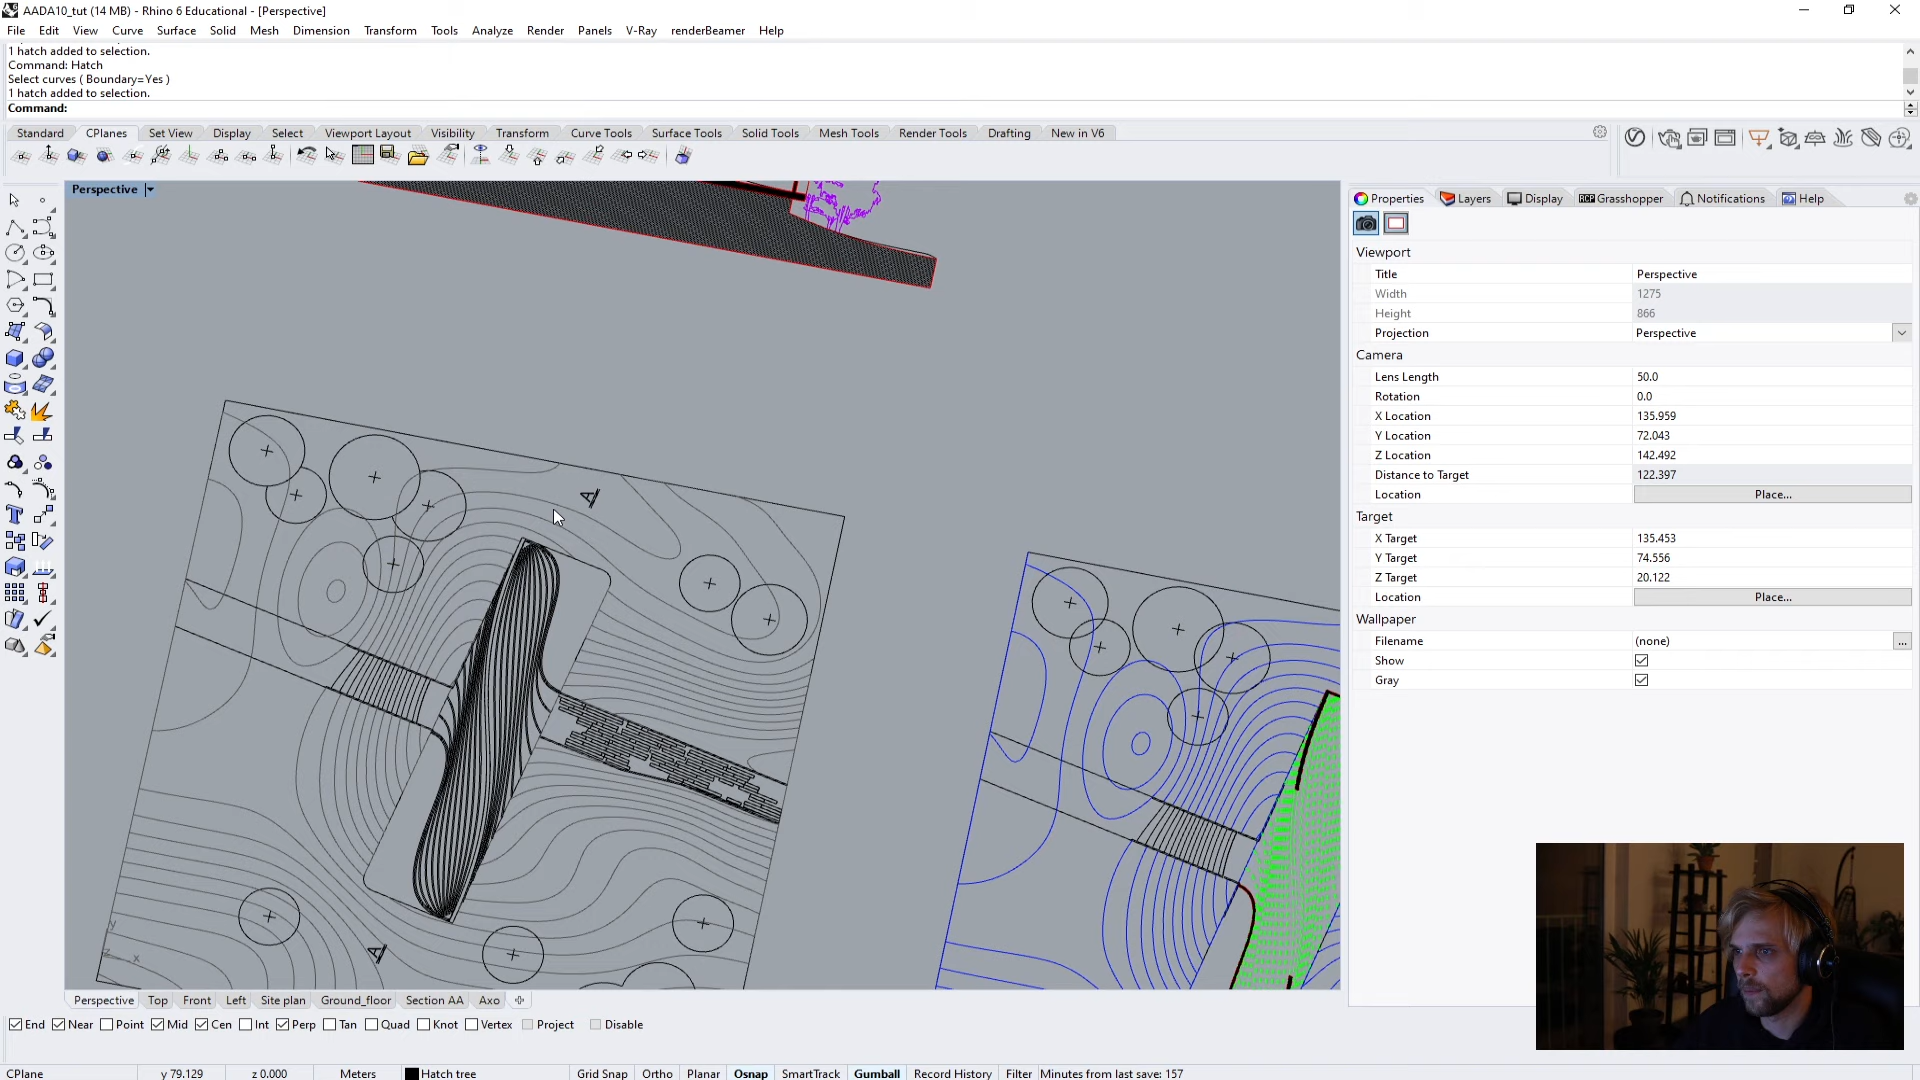 AADA10_tut (14 MB) - Rhino 6 Educational - [Perspective]
File Edit View Curve Surface Solid Mesh Dimension Transform Tools Analyze Render Panels V-Ray renderBeamer Help
1 hatch added to selection.
Command: Hatch
Select curves ( Boundary=Yes )
1 hatch added to selection.
Command:
Standard CPlanes Set View Display Select Viewport Layout Visibility Transform Curve Tools Surface Tools Solid Tools Mesh Tools Render Tools Drafting New in V6
Perspective
Properties Layers Display Grasshopper Notifications Help
Viewport
Title Perspective
Width 1275
Height 866
Projection Perspective
Camera
Lens Length 50.0
Rotation 0.0
X Location 135.959
Y Location 72.043
Z Location 142.492
Distance to Target 122.397
Location Place...
Target
X Target 135.453
Y Target 74.556
Z Target 20.122
Location Place...
Wallpaper
Filename (none) ...
Show
Gray
A
A
y
z x
Perspective Top Front Left Site plan Ground_floor Section AA Axo
End Near Point Mid Cen Int Perp Tan Quad Knot Vertex Project Disable
CPlane y 79.129 z 0.000 Meters Hatch tree Grid Snap Ortho Planar Osnap SmartTrack Gumball Record History Filter Minutes from last save: 157